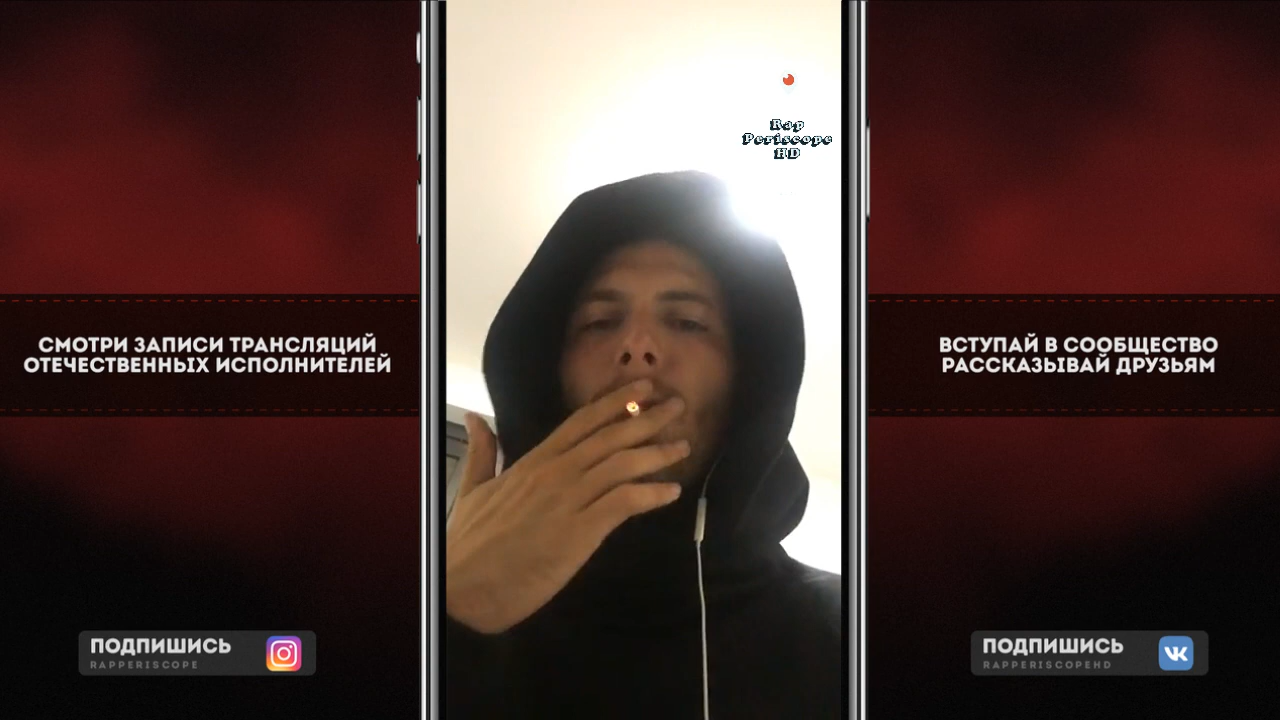 Rap
Periscope
HD
СМОТРИ ЗАПИСИ ТРАНСЛЯЦИЙ
ОТЕЧЕСТВЕННЫХ ИСПОЛНИТЕЛЕЙ
ВСТУПАЙ В СООБЩЕСТВО
РАССКАЗЫВАЙ ДРУЗЬЯМ
ПОДПИШИСЬ
RAPPERISCOPE
ПОДПИШИСЬ
RAPPERISCOPEHD